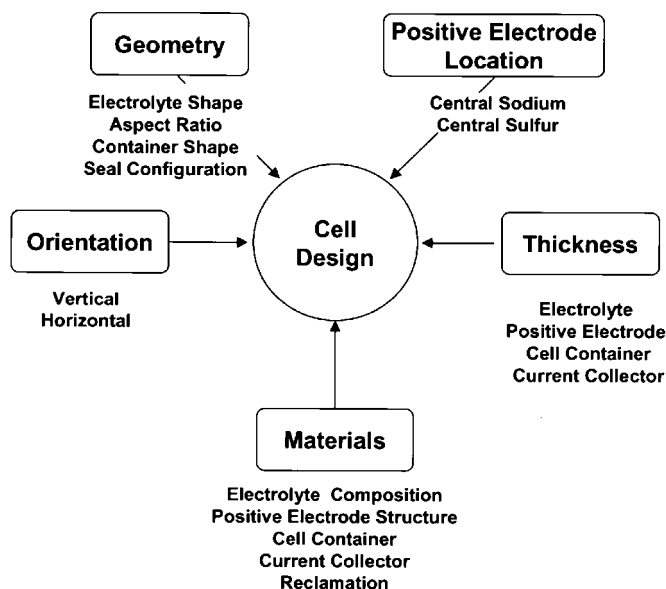 Geometry
Electrolyte Shape
Aspect Ratio
Container Shape
Seal Configuration
Positive Electrode
Location
Central Sodium
Central Sulfur
Orientation
Vertical
Horizontal
Cell
Design
Thickness
Electrolyte
Positive Electrode
Cell Container
Current Collector
Materials
Electrolyte Composition
Positive Electrode Structure
Cell Container
Current Collector
Reclamation